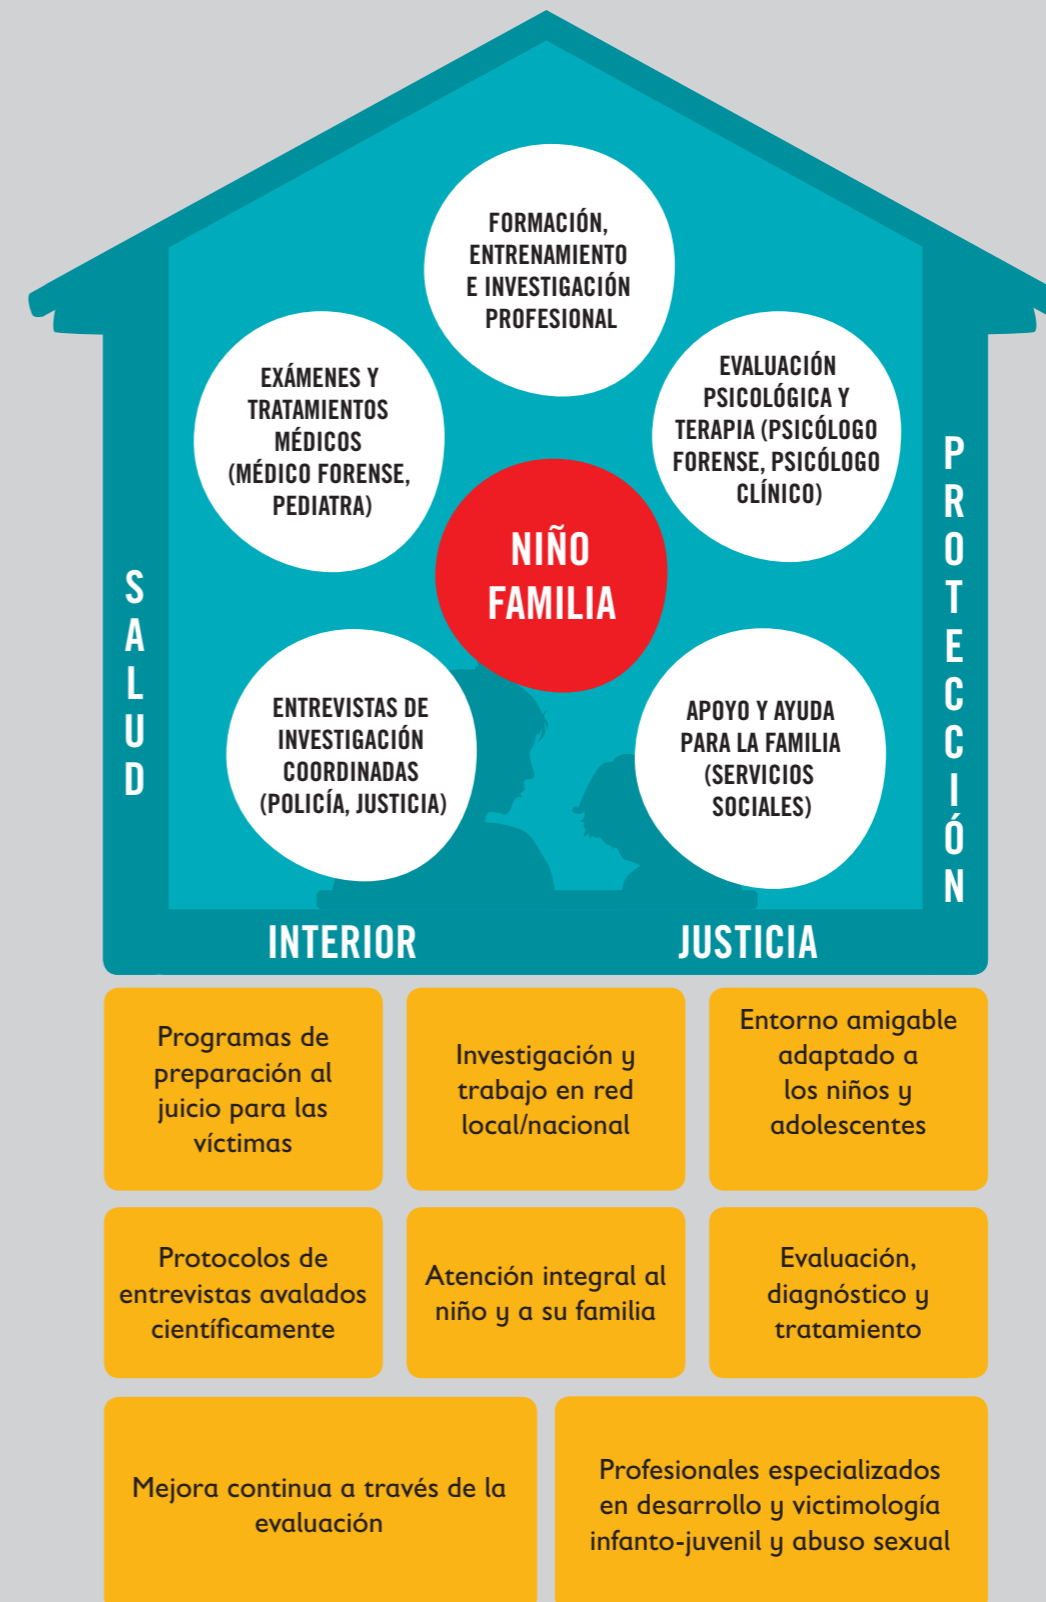 FORMACIÓN,
ENTRENAMIENTO
E INVESTIGACIÓN
PROFESIONAL
EXÁMENES Y
TRATAMIENTOS
MÉDICOS
(MÉDICO FORENSE,
PEDIATRA)
EVALUACIÓN
PSICOLÓGICA Y
TERAPIA (PSICÓLOGO
FORENSE, PSICÓLOGO
CLÍNICO)
NIÑO
FAMILIA
SALUD
PROTECCIÓN
ENTREVISTAS DE
INVESTIGACIÓN
COORDINADAS
(POLICÍA, JUSTICIA)
APOYO Y AYUDA
PARA LA FAMILIA
(SERVICIOS
SOCIALES)
INTERIOR
JUSTICIA
Programas de
preparación al
juicio para las
víctimas
Investigación y
trabajo en red
local/nacional
Entorno amigable
adaptado a
los niños y
adolescentes
Protocolos de
entrevistas avalados
científicamente
Atención integral al
niño y a su familia
Evaluación,
diagnóstico y
tratamiento
Mejora continua a través de la
evaluación
Profesionales especializados
en desarrollo y victimología
infanto-juvenil y abuso sexual